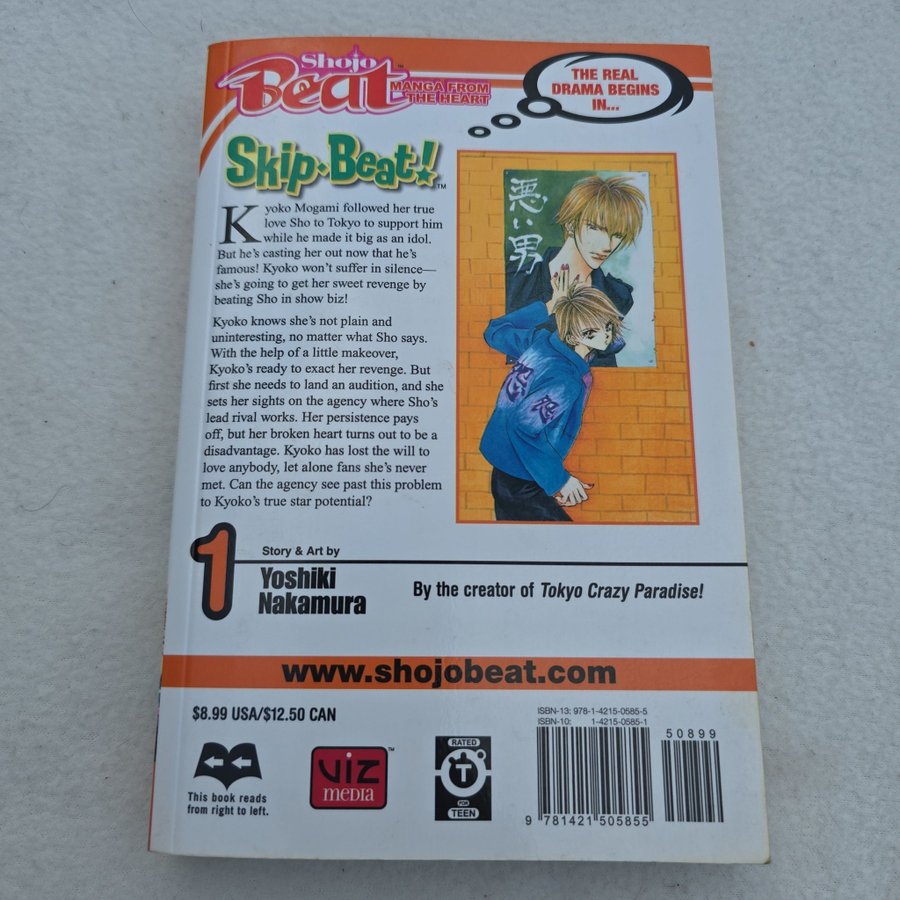 Shojo
Beat™
MANGA FROM
THE HEART
THE REAL
DRAMA BEGINS
IN...
Skip·Beat!™
Kyoko Mogami followed her true
love Sho to Tokyo to support him
while he made it big as an idol.
But he's casting her out now that he's
famous! Kyoko won't suffer in silence—
she's going to get her sweet revenge by
beating Sho in show biz!
Kyoko knows she's not plain and
uninteresting, no matter what Sho says.
With the help of a little makeover,
Kyoko's ready to exact her revenge. But
first she needs to land an audition, and she
sets her sights on the agency where Sho's
lead rival works. Her persistence pays
off, but her broken heart turns out to be a
disadvantage. Kyoko has lost the will to
love anybody, let alone fans she's never
met. Can the agency see past this problem
to Kyoko's true star potential?
悪い男
怨
怨
1
Story & Art by
Yoshiki
Nakamura
By the creator of Tokyo Crazy Paradise!
www.shojobeat.com
$8.99 USA/$12.50 CAN
This book reads
from right to left.
VIZ™
MEDIA
RATED
T
FOR
TEEN
ISBN-13: 978-1-4215-0585-5
ISBN-10: 1-4215-0585-1
50899
9 781421 505855